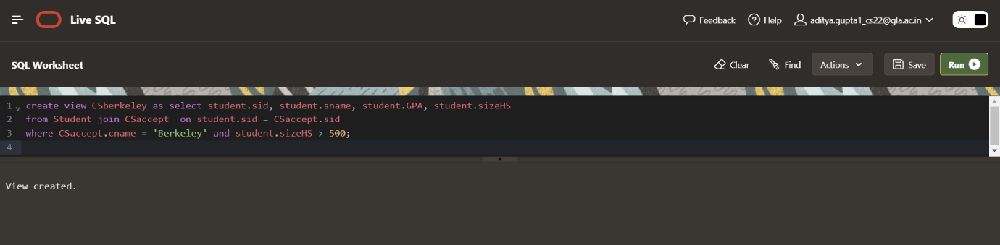 Live SQL
Feedback
Help
aditya.gupta1_cs22@gla.ac.in
SQL Worksheet
Clear
Find
Actions
Save
Run
1 create view CSberkeley as select student.sid, student.sname, student.GPA, student.sizeHS
2 from Student join CSaccept  on student.sid = CSaccept.sid
3 where CSaccept.cname = 'Berkeley' and student.sizeHS > 500;
4
View created.